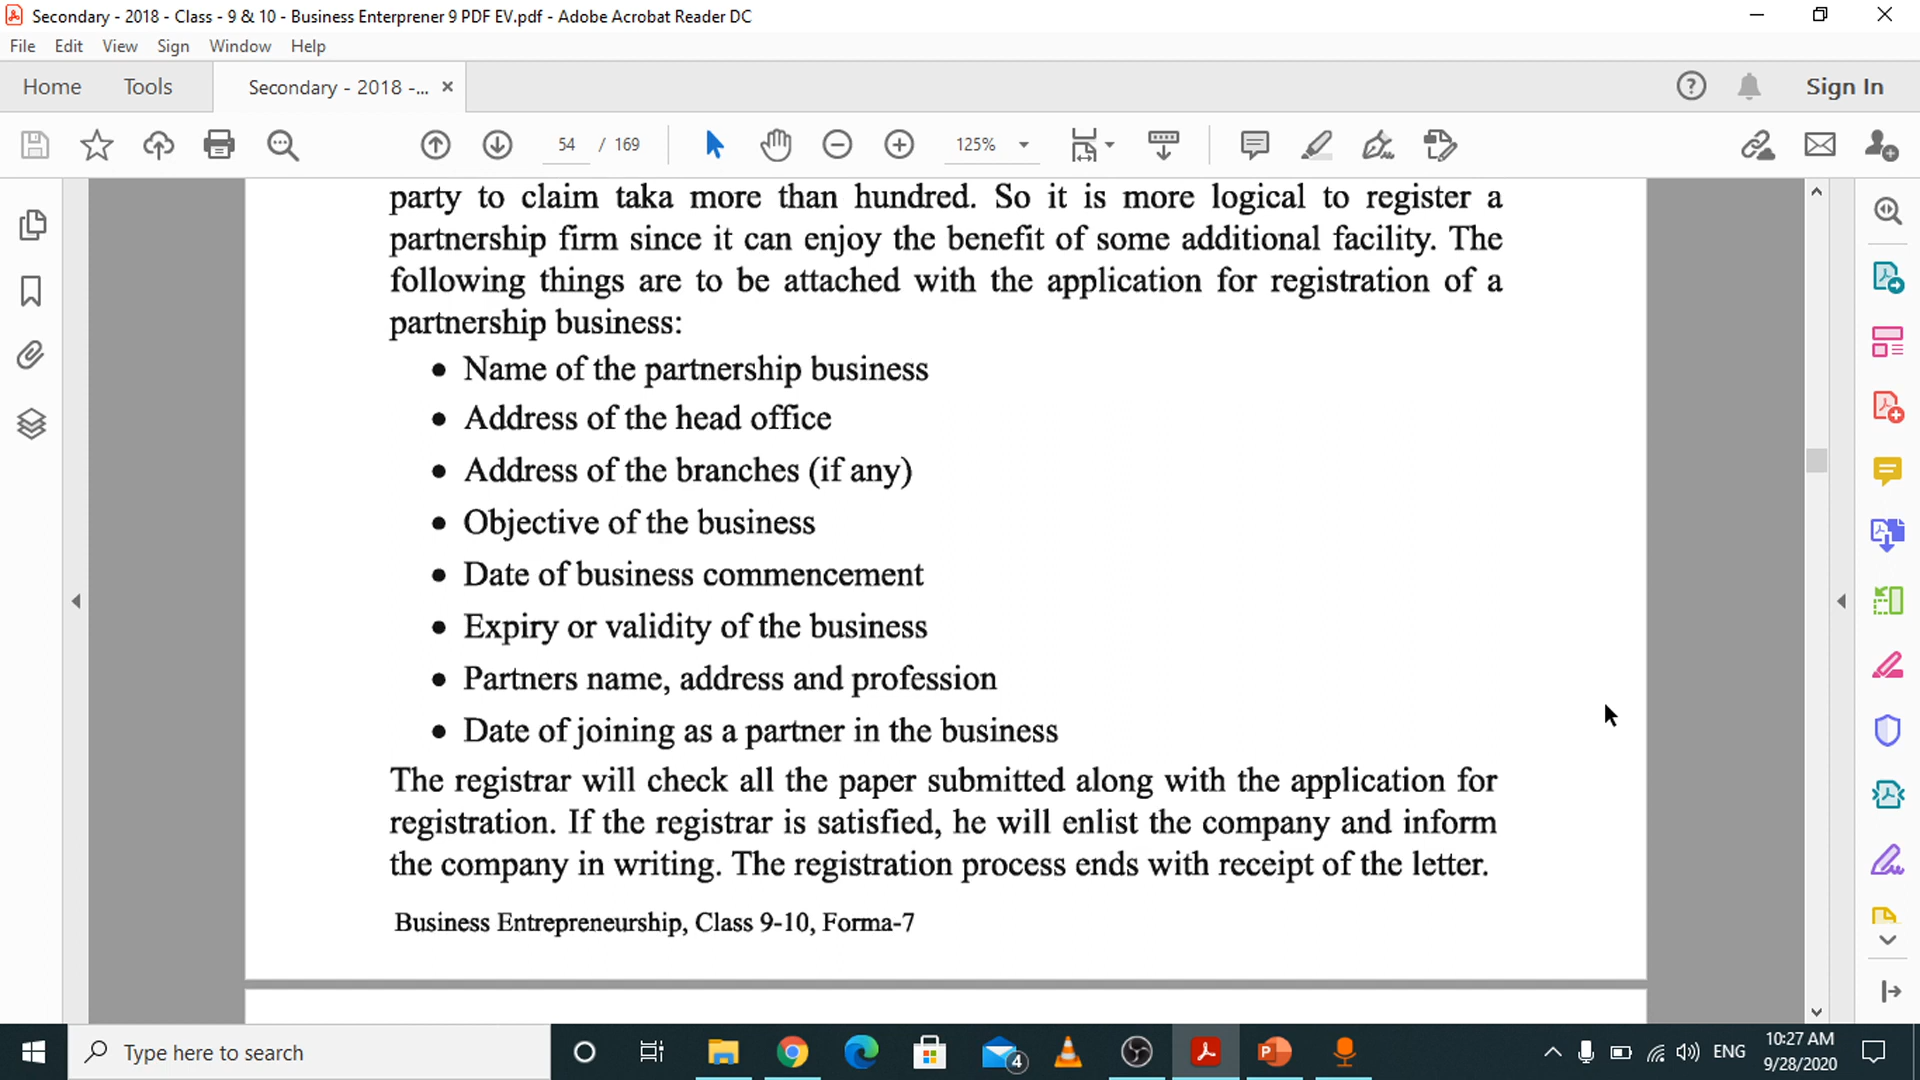 Secondary - 2018 - Class - 9 & 10 - Business Enterprener 9 PDF EV.pdf - Adobe Acrobat Reader DC
File Edit View Sign Window Help
Home Tools Secondary - 2018 -... × Sign In
54 / 169 125%
party to claim taka more than hundred. So it is more logical to register a
partnership firm since it can enjoy the benefit of some additional facility. The
following things are to be attached with the application for registration of a
partnership business:
• Name of the partnership business
• Address of the head office
• Address of the branches (if any)
• Objective of the business
• Date of business commencement
• Expiry or validity of the business
• Partners name, address and profession
• Date of joining as a partner in the business
The registrar will check all the paper submitted along with the application for
registration. If the registrar is satisfied, he will enlist the company and inform
the company in writing. The registration process ends with receipt of the letter.
Business Entrepreneurship, Class 9-10, Forma-7
Type here to search 4 ENG 10:27 AM
9/28/2020